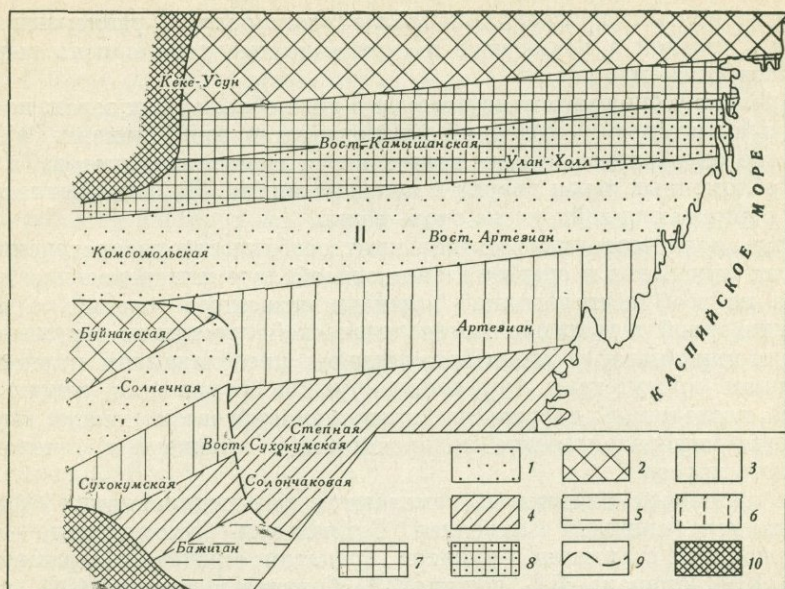 Кеке-Усун
Вост. Камышанская
Улан-Холл
II
Вост. Артезиан
Комсомольская
КАСПИЙСКОЕ МОРЕ
Буйнакская
Артезиан
Солнечная
Степная
Вост. Сухокумская
Сухокумская
Солончаковая
Бажиган
1 2 3
4 5 6
7 8 9 10